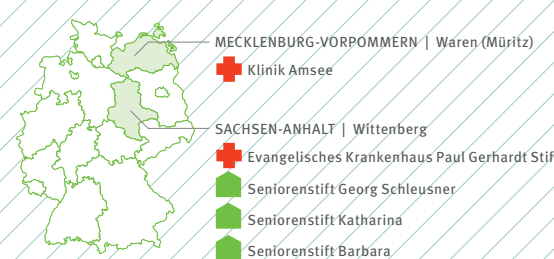 MECKLENBURG-VORPOMMERN | Waren (Müritz)
Klinik Amsee
SACHSEN-ANHALT | Wittenberg
Evangelisches Krankenhaus Paul Gerhardt Stif
Seniorenstift Georg Schleusner
Seniorenstift Katharina
Seniorenstift Barbara